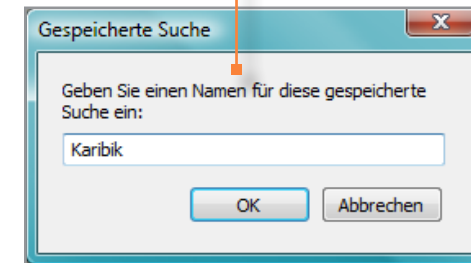 Gespeicherte Suche
Geben Sie einen Namen für diese gespeicherte
Suche ein:
Karibik
OK
Abbrechen